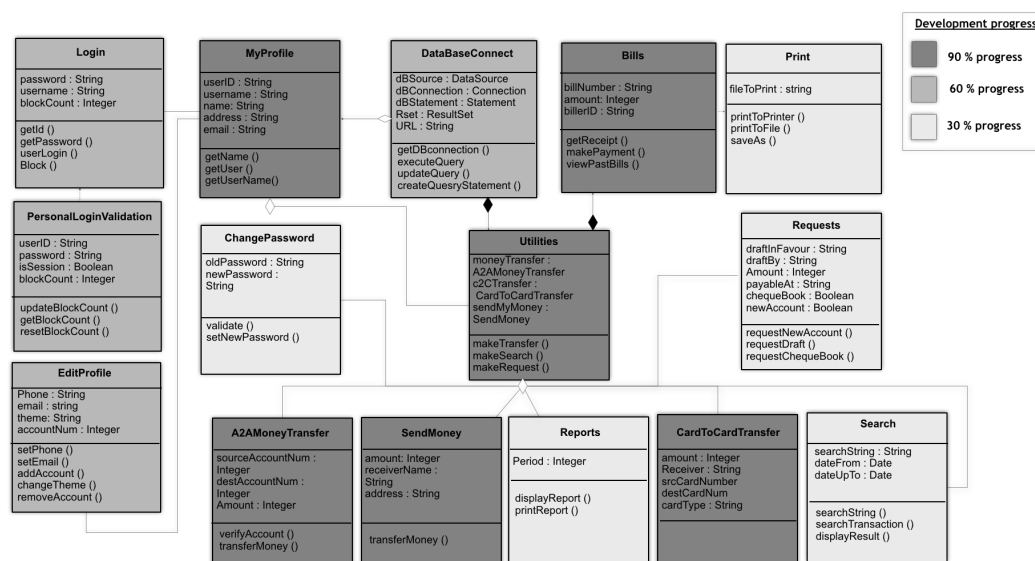 Development progress
90 % progress
60 % progress
30 % progress
Login
password : String
username : String
blockCount : Integer
getId ()
getPassword ()
userLogin ()
Block ()
MyProfile
userID : String
username : String
name: String
address : String
email : String
getName ()
getUser ()
getUserName()
DataBaseConnect
dBSource : DataSource
dBConnection : Connection
dBStatement : Statement
Rset : ResultSet
URL : String
getDBconnection ()
executeQuery
updateQuery ()
createQuesryStatement ()
Bills
billNumber : String
amount: Integer
billerID : String
getReceipt ()
makePayment ()
viewPastBills ()
Print
fileToPrint : string
printToPrinter ()
printToFile ()
saveAs ()
PersonalLoginValidation
userID : String
password : String
isSession : Boolean
blockCount : Integer
updateBlockCount ()
getBlockCount ()
resetBlockCount ()
ChangePassword
oldPassword : String
newPassword :
String
validate ()
setNewPassword ()
Utilities
moneyTransfer :
A2AMoneyTransfer
c2CTransfer :
CardToCardTransfer
sendMyMoney :
SendMoney
makeTransfer ()
makeSearch ()
makeRequest ()
Requests
draftInFavour : String
draftBy : String
Amount : Integer
payableAt : String
chequeBook : Boolean
newAccount : Boolean
requestNewAccount ()
requestDraft ()
requestChequeBook ()
EditProfile
Phone : String
email : string
theme: String
accountNum : Integer
setPhone ()
setEmail ()
addAccount ()
changeTheme ()
removeAccount ()
A2AMoneyTransfer
sourceAccountNum :
Integer
destAccountNum :
Integer
Amount : Integer
verifyAccount ()
transferMoney ()
SendMoney
amount: Integer
receiverName :
String
address : String
transferMoney ()
Reports
Period : Integer
displayReport ()
printReport ()
CardToCardTransfer
amount : Integer
Receiver : String
srcCardNumber
destCardNum
cardType : String
Search
searchString : String
dateFrom : Date
dateUpTo : Date
searchString ()
searchTransaction ()
displayResult ()